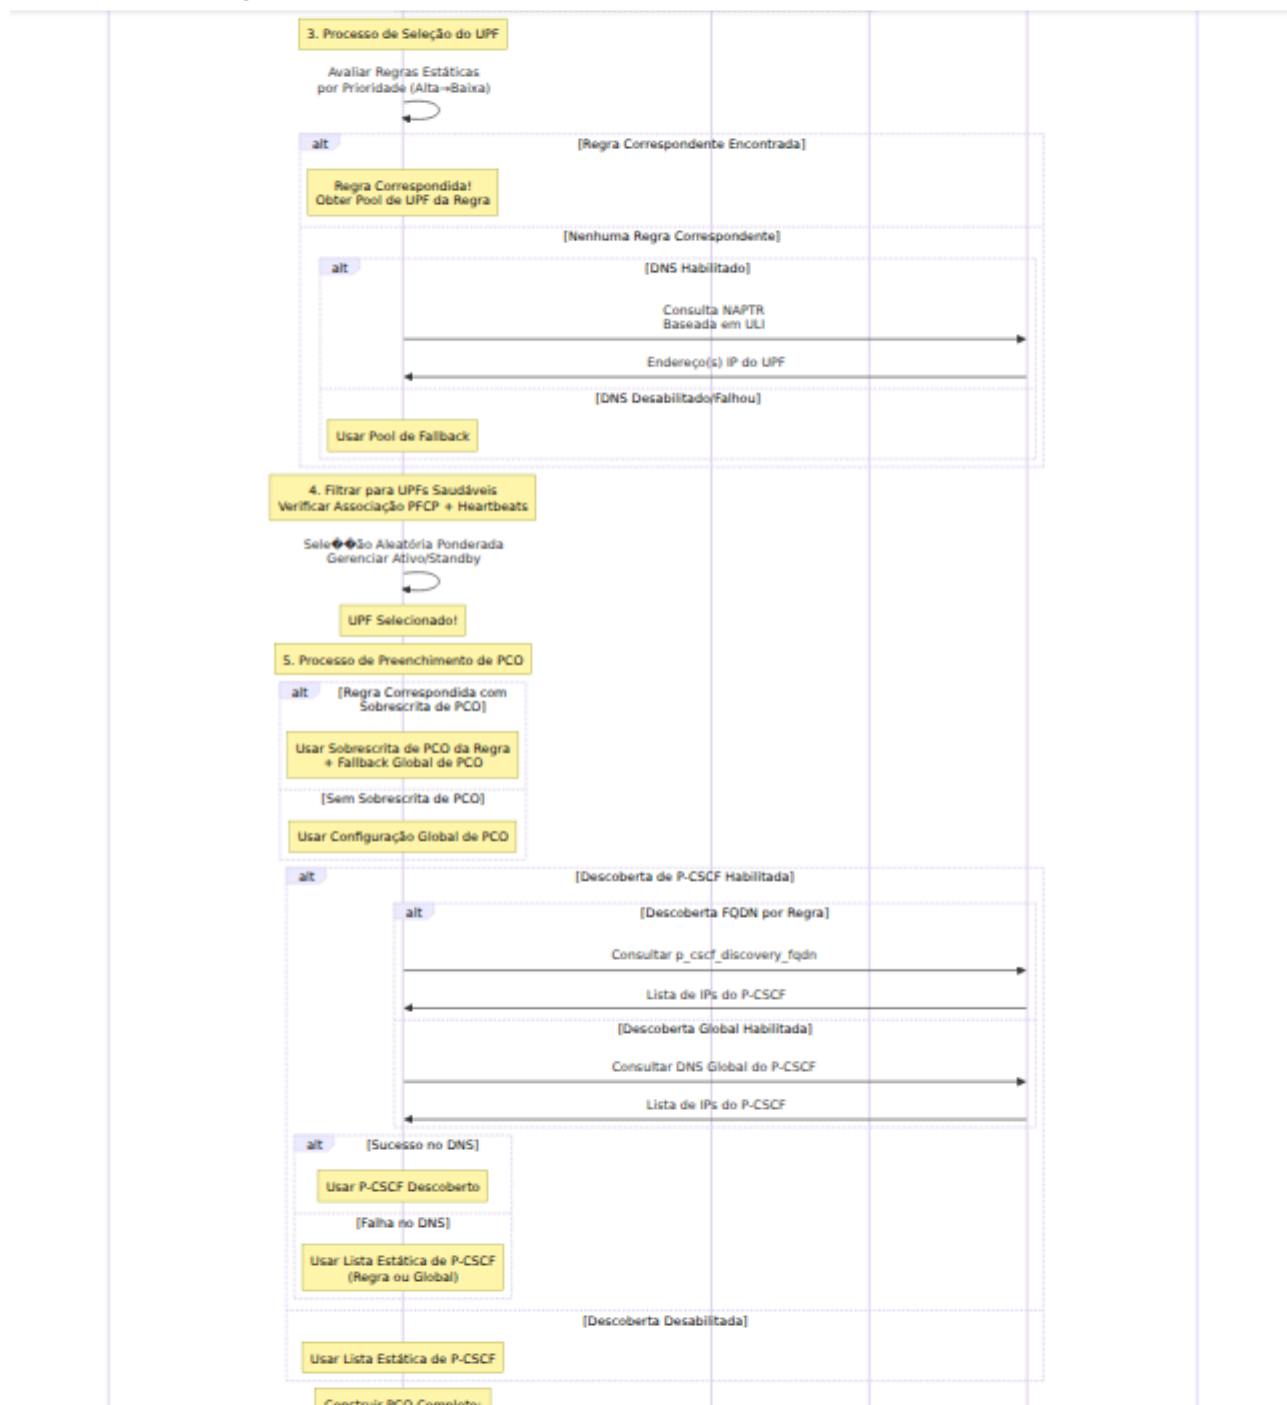 3. Processo de Seleção do UPF
Avaliar Regras Estáticas
por Prioridade (Alta→Baixa)
alt
[Regra Correspondente Encontrada]
Regra Correspondida!
Obter Pool de UPF da Regra
[Nenhuma Regra Correspondente]
alt
[DNS Habilitado]
Consulta NAPTR
Baseada em ULI
Endereço(s) IP do UPF
[DNS Desabilitado/Falhou]
Usar Pool de Fallback
4. Filtrar para UPFs Saudáveis
Verificar Associação PFCP + Heartbeats
Sele��ão Aleatória Ponderada
Gerenciar Ativo/Standby
UPF Selecionado!
5. Processo de Preenchimento de PCO
alt
[Regra Correspondida com
Sobrescrita de PCO]
Usar Sobrescrita de PCO da Regra
+ Fallback Global de PCO
[Sem Sobrescrita de PCO]
Usar Configuração Global de PCO
alt
[Descoberta de P-CSCF Habilitada]
alt
[Descoberta FQDN por Regra]
Consultar p_cscf_discovery_fqdn
Lista de IPs do P-CSCF
[Descoberta Global Habilitada]
Consultar DNS Global do P-CSCF
Lista de IPs do P-CSCF
alt
[Sucesso no DNS]
Usar P-CSCF Descoberto
[Falha no DNS]
Usar Lista Estática de P-CSCF
(Regra ou Global)
[Descoberta Desabilitada]
Usar Lista Estática de P-CSCF
Construir PCO Completo: